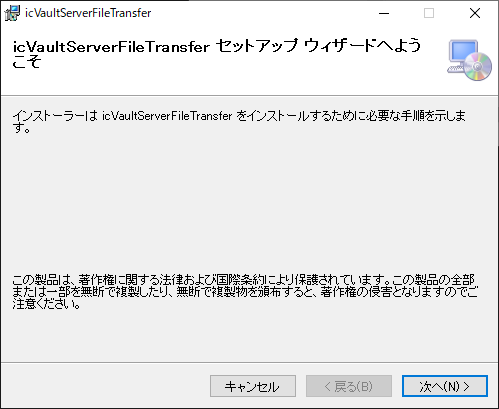 icVaultServerFileTransfer
icVaultServerFileTransfer セットアップ ウィザードへよう
こそ
インストーラーは icVaultServerFileTransfer をインストールするために必要な手順を示しま
す。
この製品は、著作権に関する法律および国際条約により保護されています。この製品の全部
または一部を無断で複製したり、無断で複製物を頒布すると、著作権の侵害となりますのでご
注意ください。
キャンセル
< 戻る(B)
次へ(N) >